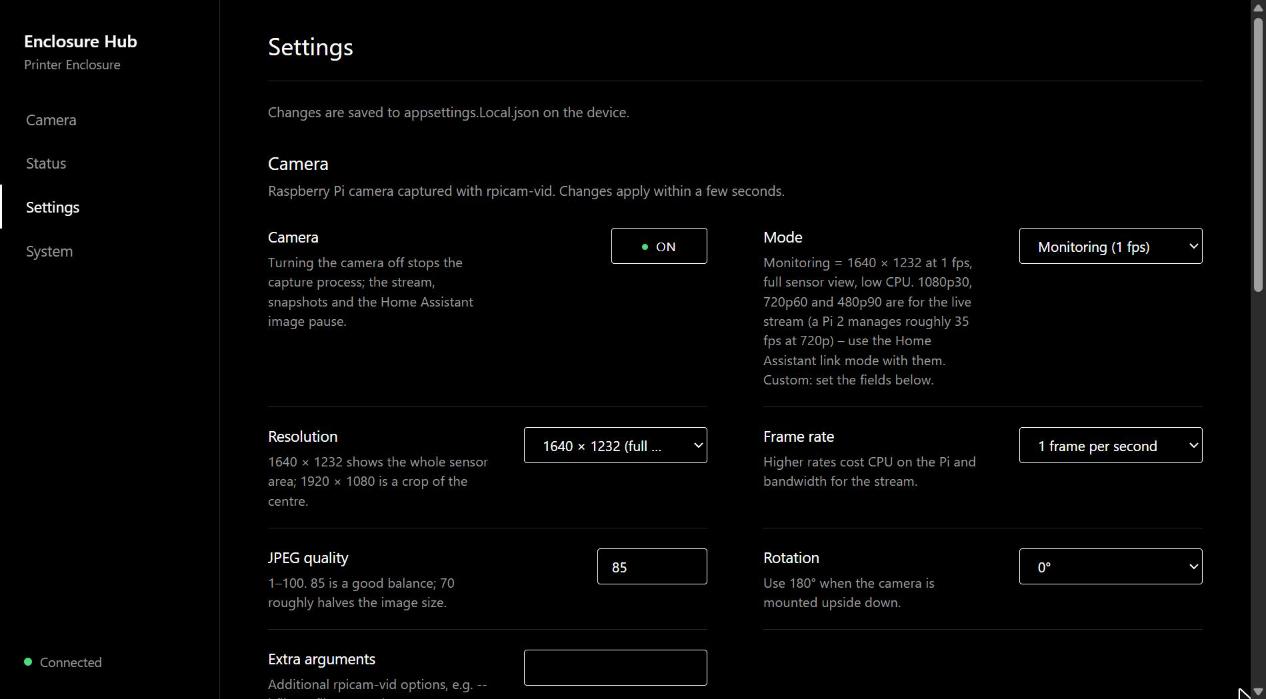 Enclosure Hub
Printer Enclosure
Camera
Status
Settings
System
Connected
Settings
Changes are saved to appsettings.Local.json on the device.
Camera
Raspberry Pi camera captured with rpicam-vid. Changes apply within a few seconds.
Camera
Turning the camera off stops the
capture process; the stream,
snapshots and the Home Assistant
image pause.
ON
Mode
Monitoring = 1640 × 1232 at 1 fps,
full sensor view, low CPU. 1080p30,
720p60 and 480p90 are for the live
stream (a Pi 2 manages roughly 35
fps at 720p) – use the Home
Assistant link mode with them.
Custom: set the fields below.
Monitoring (1 fps)
Resolution
1640 × 1232 shows the whole sensor
area; 1920 × 1080 is a crop of the
centre.
1640 × 1232 (full ...
Frame rate
Higher rates cost CPU on the Pi and
bandwidth for the stream.
1 frame per second
JPEG quality
1–100. 85 is a good balance; 70
roughly halves the image size.
85
Rotation
Use 180° when the camera is
mounted upside down.
0°
Extra arguments
Additional rpicam-vid options, e.g. --